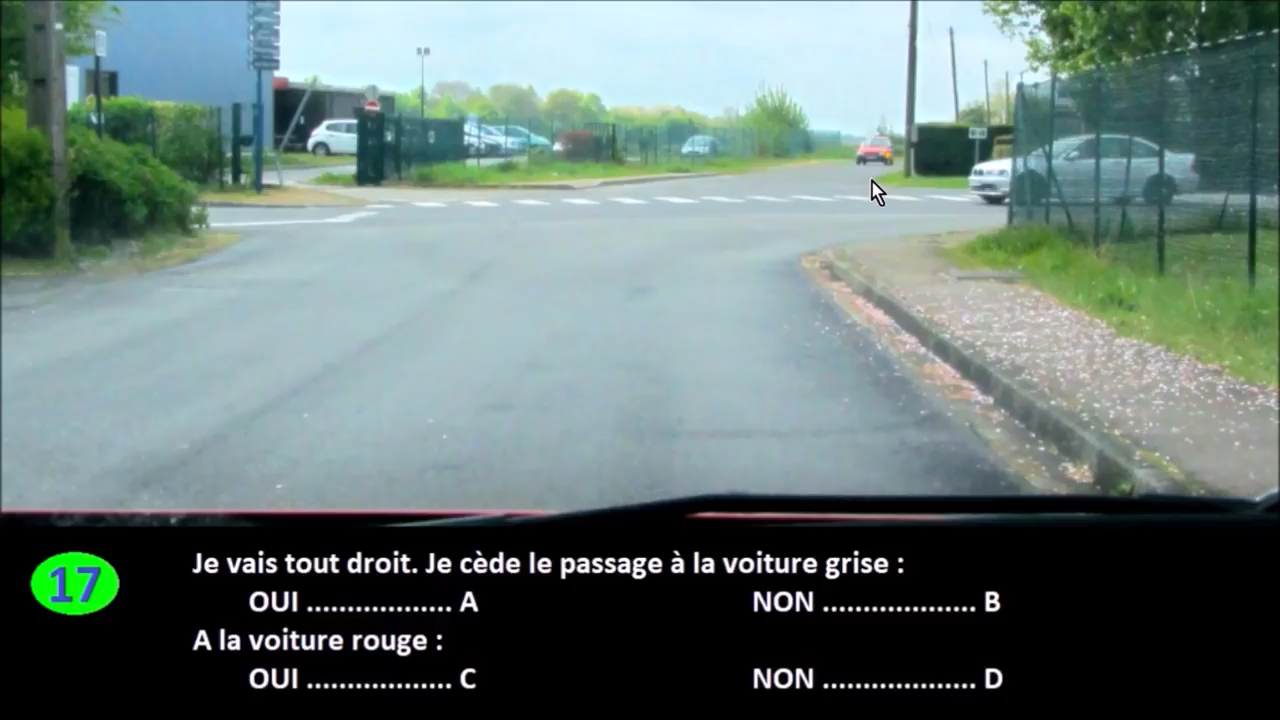 17
Je vais tout droit. Je cède le passage à la voiture grise :
OUI .................. A
NON ................... B
A la voiture rouge :
OUI .................. C
NON ................... D